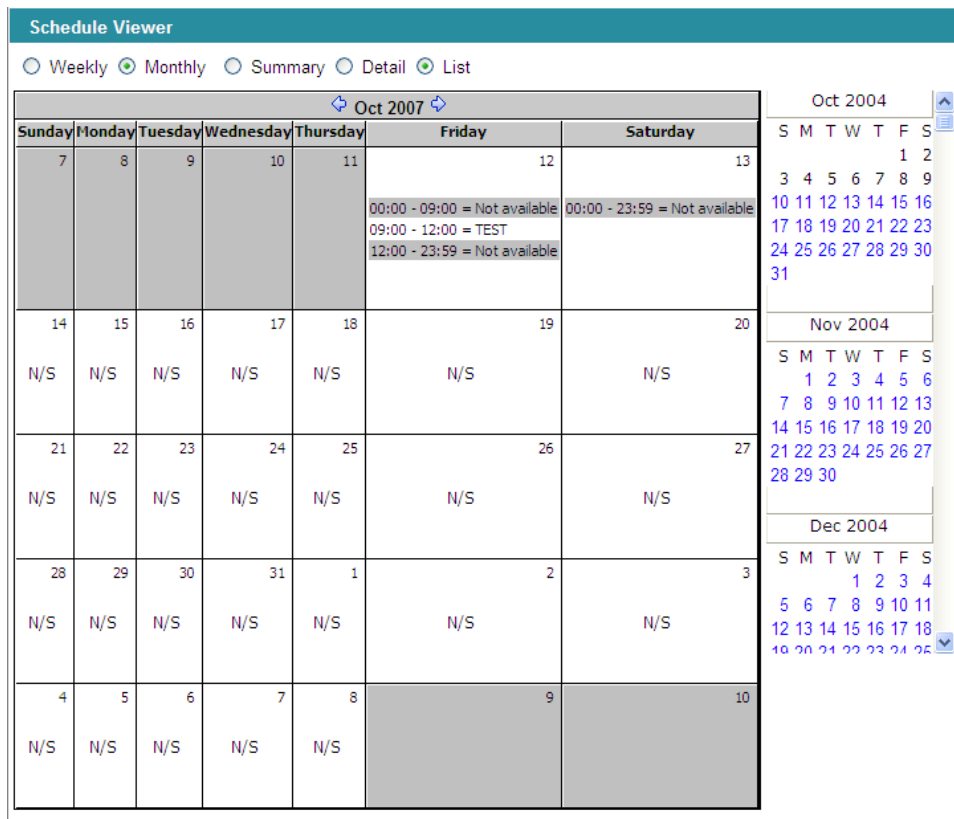 Schedule Viewer
Weekly Monthly Summary Detail List
Oct 2007
Sunday Monday Tuesday Wednesday Thursday Friday Saturday
7 8 9 10 11 12 13
00:00 - 09:00 = Not available 00:00 - 23:59 = Not available
09:00 - 12:00 = TEST
12:00 - 23:59 = Not available
14 15 16 17 18 19 20
N/S N/S N/S N/S N/S N/S N/S
21 22 23 24 25 26 27
N/S N/S N/S N/S N/S N/S N/S
28 29 30 31 1 2 3
N/S N/S N/S N/S N/S N/S N/S
4 5 6 7 8 9 10
N/S N/S N/S N/S N/S
Oct 2004
S M T W T F S
1 2
3 4 5 6 7 8 9
10 11 12 13 14 15 16
17 18 19 20 21 22 23
24 25 26 27 28 29 30
31
Nov 2004
S M T W T F S
1 2 3 4 5 6
7 8 9 10 11 12 13
14 15 16 17 18 19 20
21 22 23 24 25 26 27
28 29 30
Dec 2004
S M T W T F S
1 2 3 4
5 6 7 8 9 10 11
12 13 14 15 16 17 18
19 20 21 22 23 24 25